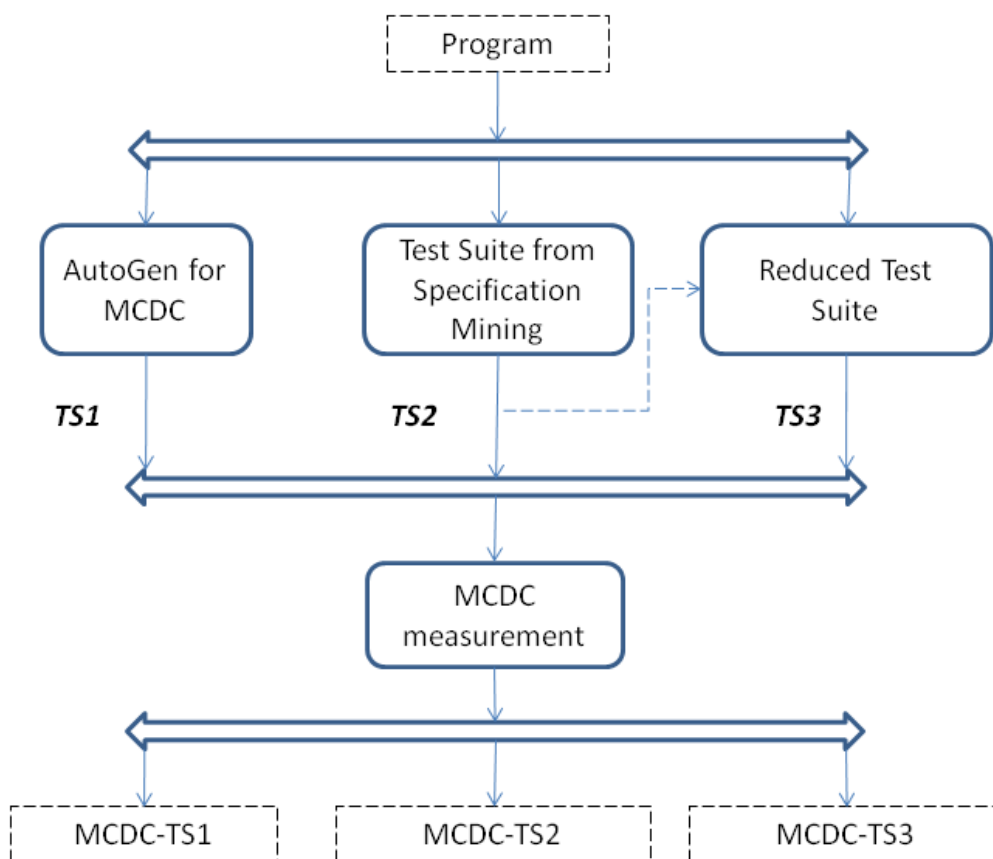 Program
AutoGen for
MCDC
Test Suite from
Specification
Mining
Reduced Test
Suite
TS1
TS2
TS3
MCDC
measurement
MCDC-TS1
MCDC-TS2
MCDC-TS3